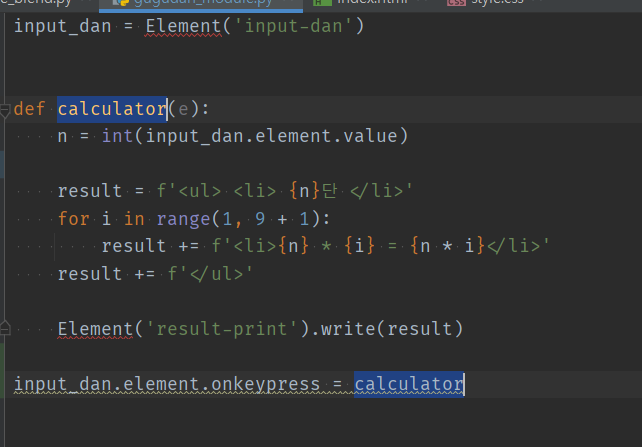 e_blend.py gugudan_module.py index.html style.css
input_dan = Element('input-dan')
def calculator(e):
n = int(input_dan.element.value)
result = f'<ul> <li> {n}단 </li>'
for i in range(1, 9 + 1):
result += f'<li>{n} * {i} = {n * i}</li>'
result += f'</ul>'
Element('result-print').write(result)
input_dan.element.onkeypress = calculator